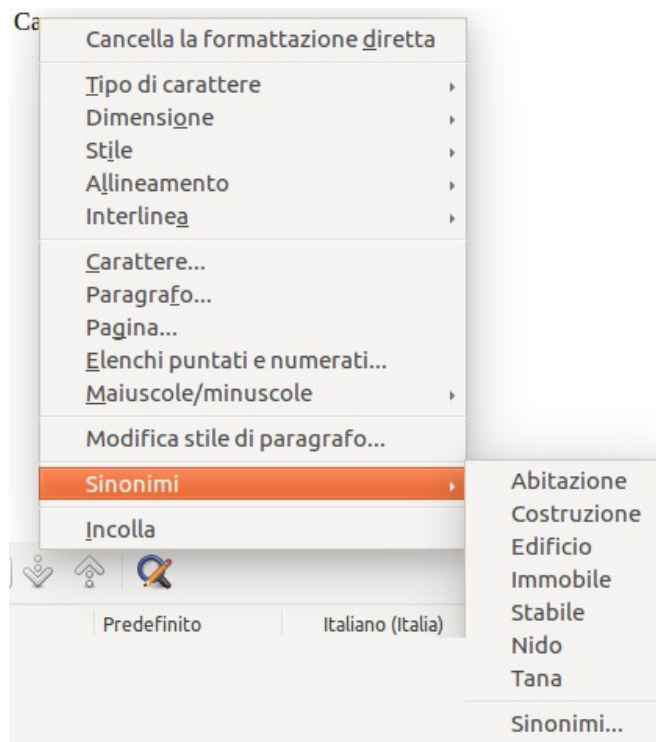 Ca
Cancella la formattazione diretta
Tipo di carattere
Dimensione
Stile
Allineamento
Interlinea
Carattere...
Paragrafo...
Pagina...
Elenchi puntati e numerati...
Maiuscole/minuscole
Modifica stile di paragrafo...
Sinonimi
Incolla
Abitazione
Costruzione
Edificio
Immobile
Stabile
Nido
Tana
Sinonimi...
Predefinito
Italiano (Italia)